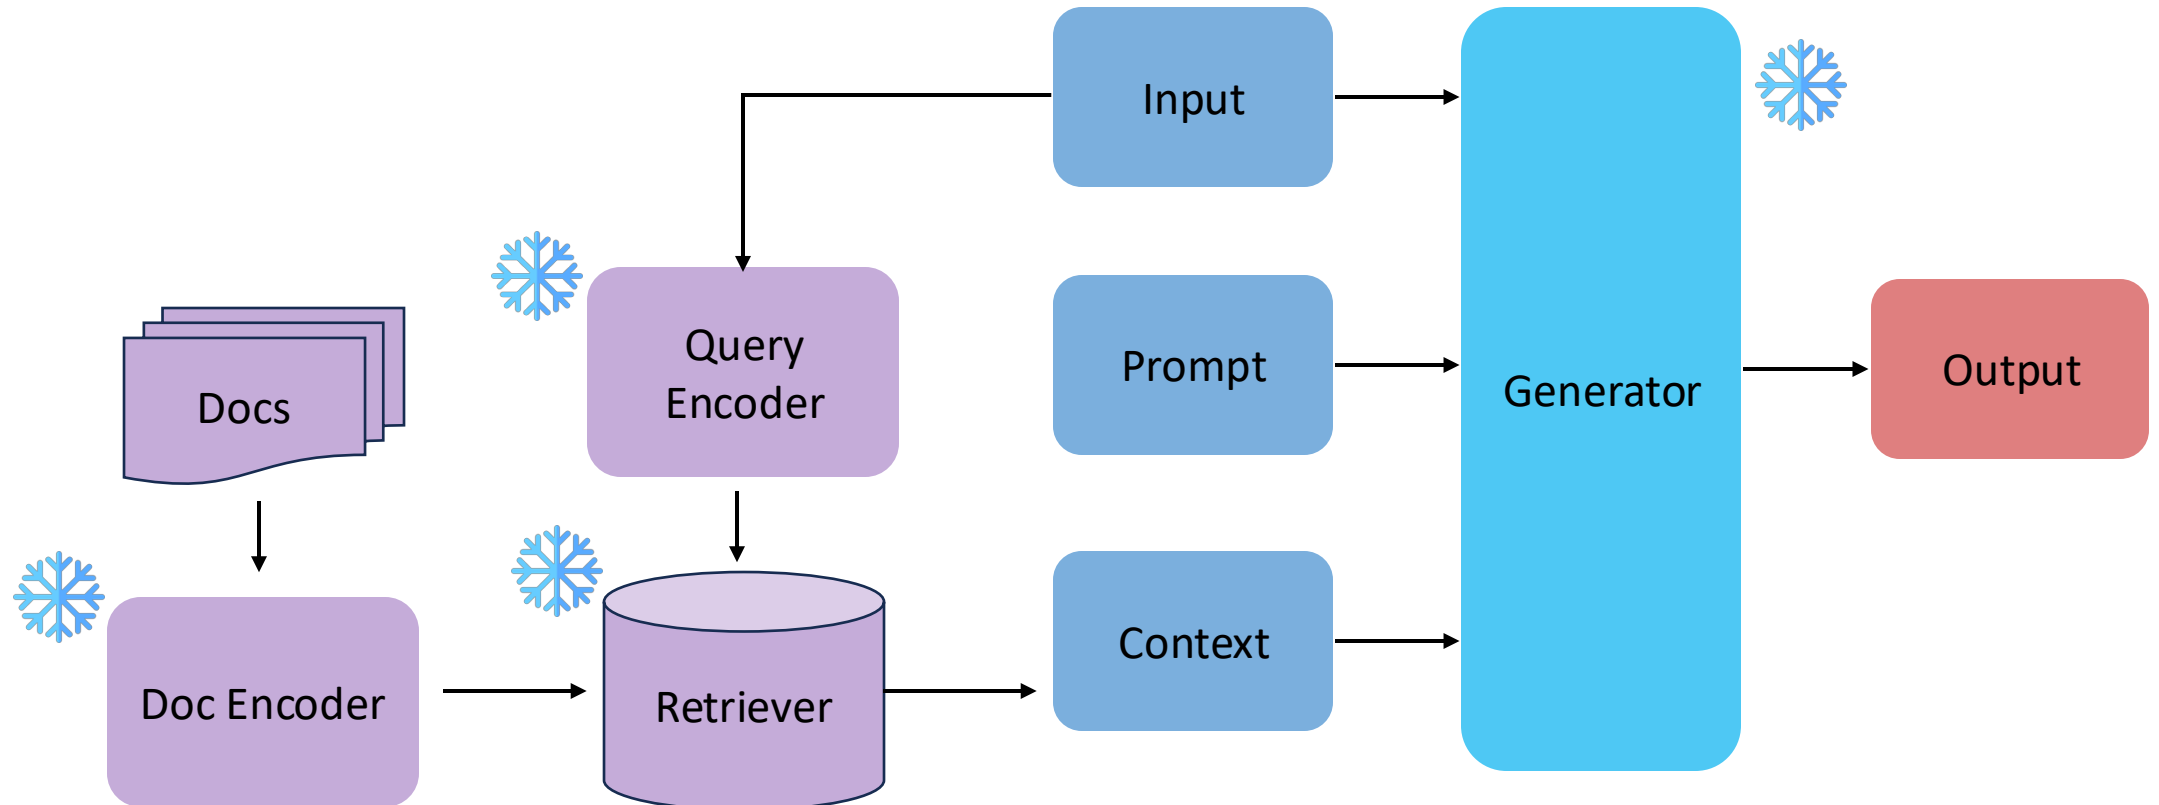 Input
Query
Encoder
Docs
Prompt
Generator
Output
Doc Encoder
Retriever
Context